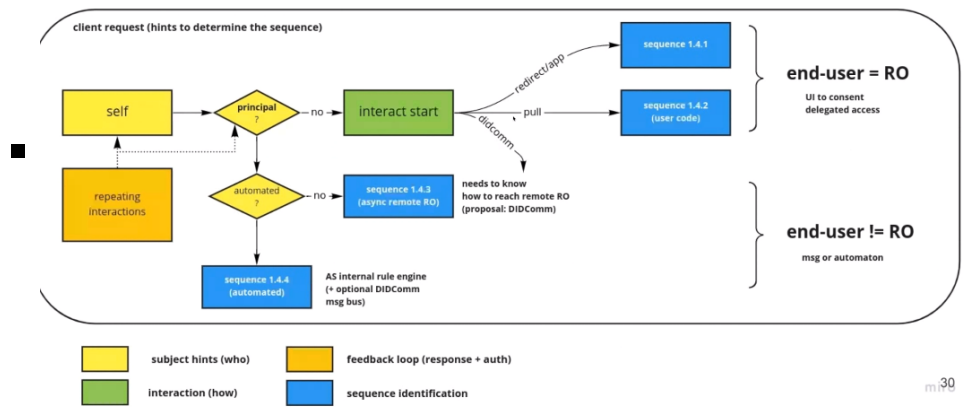 client request (hints to determine the sequence)
sequence 1.4.1
redirect/app
end-user = RO
UI to consent
delegated access
self
principal
?
no
interact start
pull
sequence 1.4.2
(user code)
didcomm
repeating
interactions
automated
?
no
sequence 1.4.3
(async remote RO)
needs to know
how to reach remote RO
(proposal: DIDComm)
end-user != RO
msg or automaton
sequence 1.4.4
(automated)
AS internal rule engine
(+ optional DIDComm
msg bus)
subject hints (who)
feedback loop (response + auth)
interaction (how)
sequence identification
30